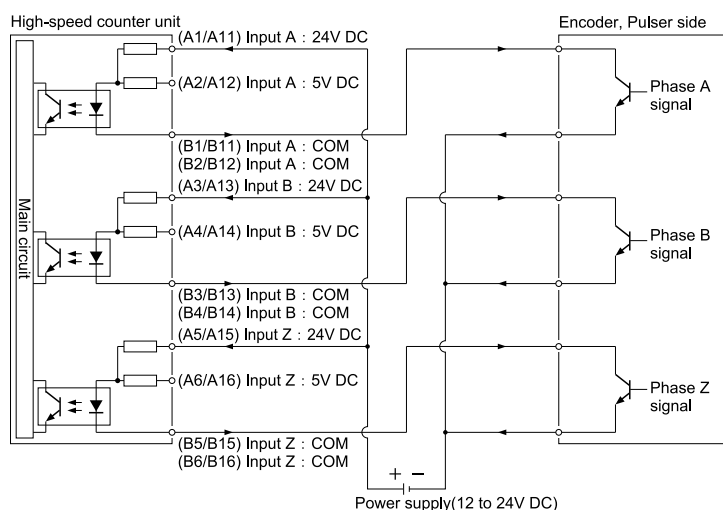 High-speed counter unit
Encoder, Pulser side
(A1/A11) Input A : 24V DC
(A2/A12) Input A : 5V DC
Phase A
signal
(B1/B11) Input A : COM
(B2/B12) Input A : COM
(A3/A13) Input B : 24V DC
Main circuit
(A4/A14) Input B : 5V DC
Phase B
signal
(B3/B13) Input B : COM
(B4/B14) Input B : COM
(A5/A15) Input Z : 24V DC
(A6/A16) Input Z : 5V DC
Phase Z
signal
(B5/B15) Input Z : COM
(B6/B16) Input Z : COM
+ −
Power supply(12 to 24V DC)